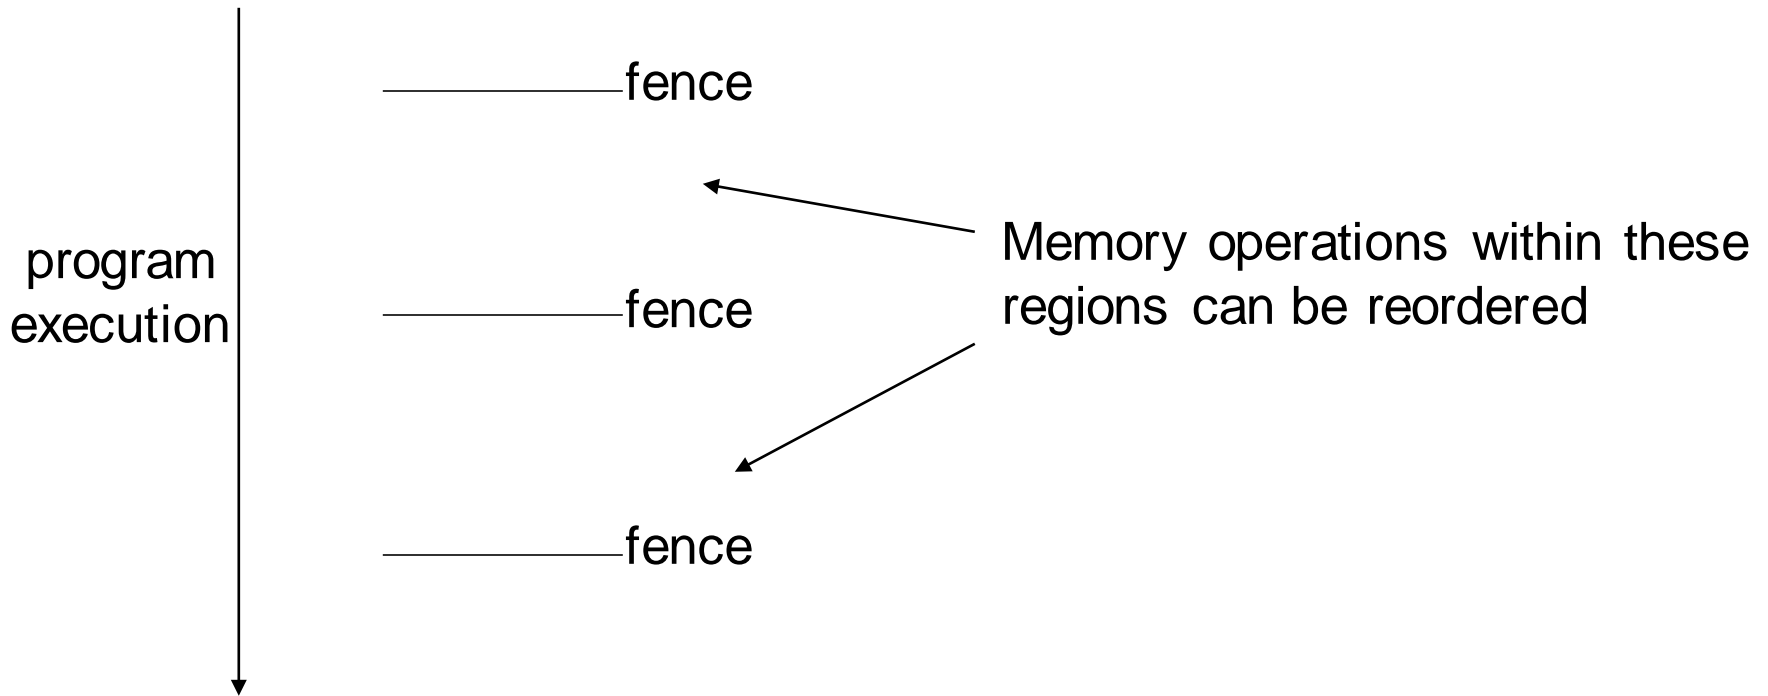 fence
program
execution
fence
Memory operations within these
regions can be reordered
fence